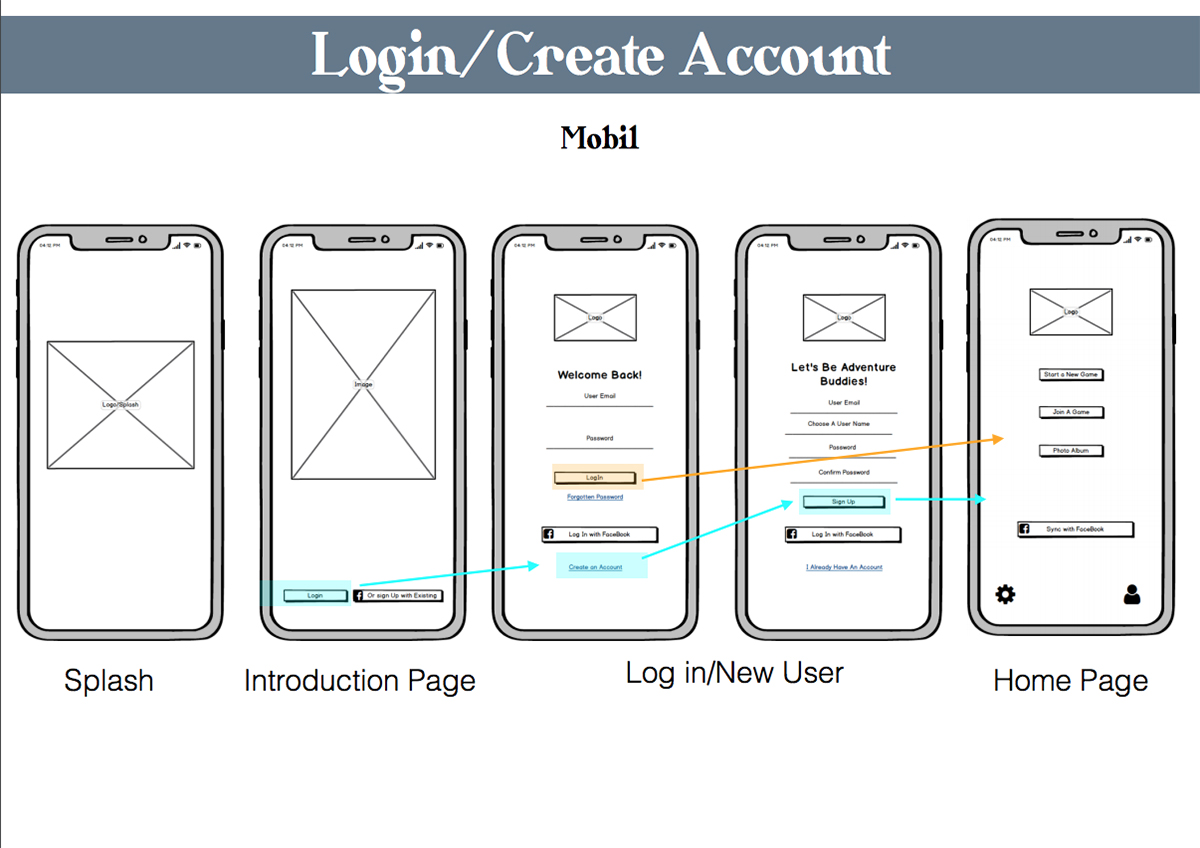 Login/Create Account
Mobil
04:12 PM
Logo/Splash
Splash
04:12 PM
Image
Login
Or sign Up with Existing
Introduction Page
04:12 PM
Logo
Welcome Back!
User Email
Password
LogIn
Forgotten Password
Log In with FaceBook
Create an Account
04:12 PM
Logo
Let's Be Adventure
Buddies!
User Email
Choose A User Name
Password
Confirm Password
Sign Up
Log In with FaceBook
I Already Have An Account
Log in/New User
04:12 PM
Logo
Start a New Game
Join A Game
Photo Album
Sync with FaceBook
Home Page